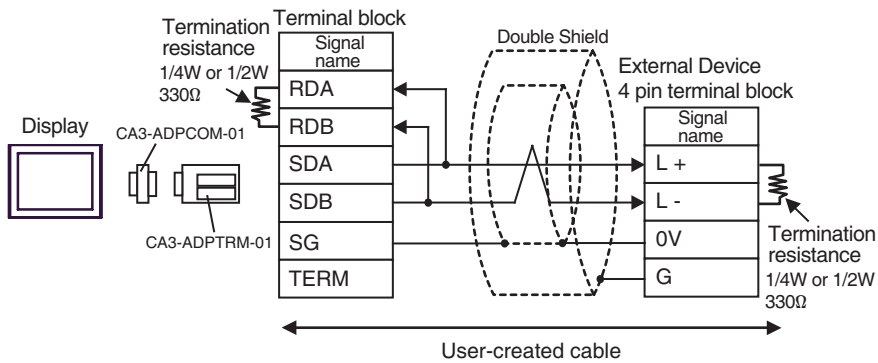 Terminal block
Termination
resistance
1/4W or 1/2W
330Ω
Signal
name
RDA
RDB
SDA
SDB
SG
TERM
Display
CA3-ADPCOM-01
CA3-ADPTRM-01
Double Shield
External Device
4 pin terminal block
Signal
name
L +
L -
0V
G
Termination
resistance
1/4W or 1/2W
330Ω
User-created cable